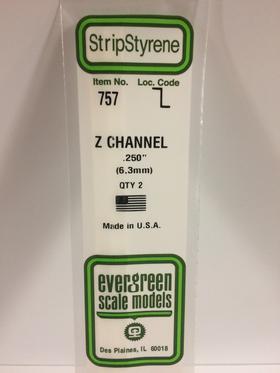 StripStyrene
Item No. Loc. Code
757
Z CHANNEL
.250"
(6.3mm)
QTY 2
Made in U.S.A.
evergreen
scale models
Des Plaines, IL 60018